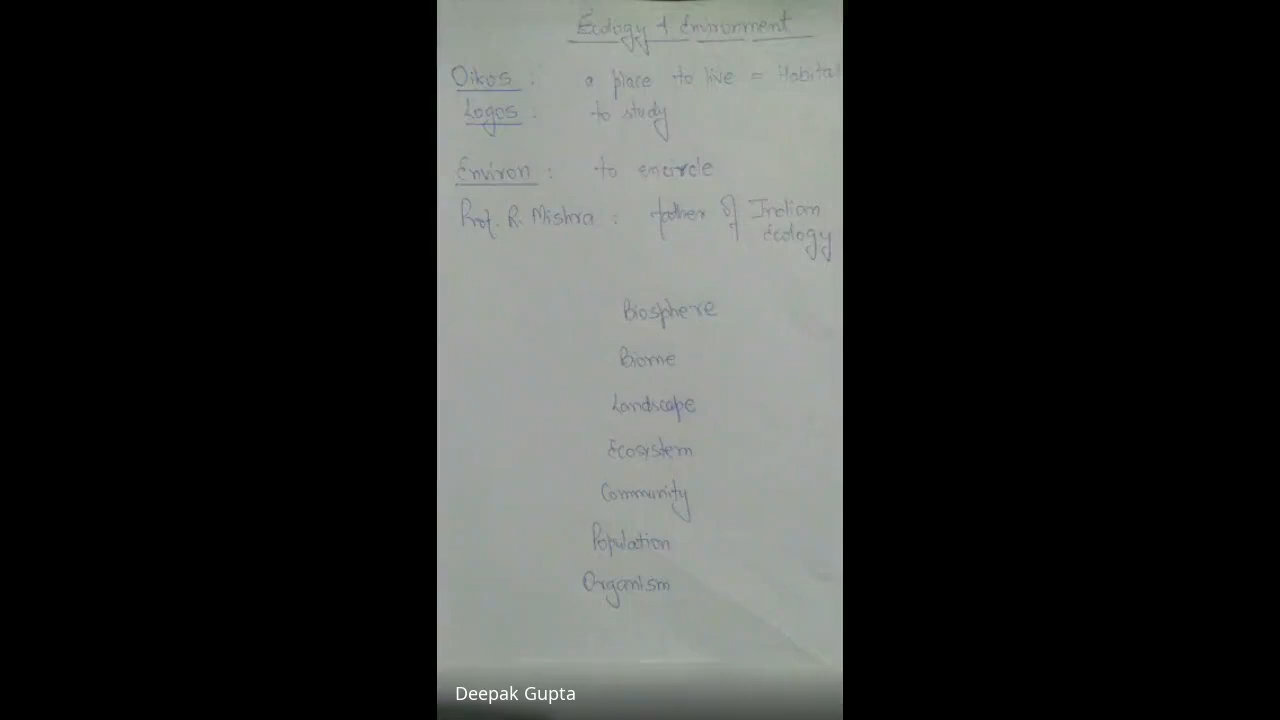 Ecology & Environment
Oikos : a place to live = Habita
Logos : to study
Environ : to encircle
Prof. R. Mishra : father of Indian
Ecology
Biosphere
Biome
Landscape
Ecosystem
Community
Population
Organism
Deepak Gupta